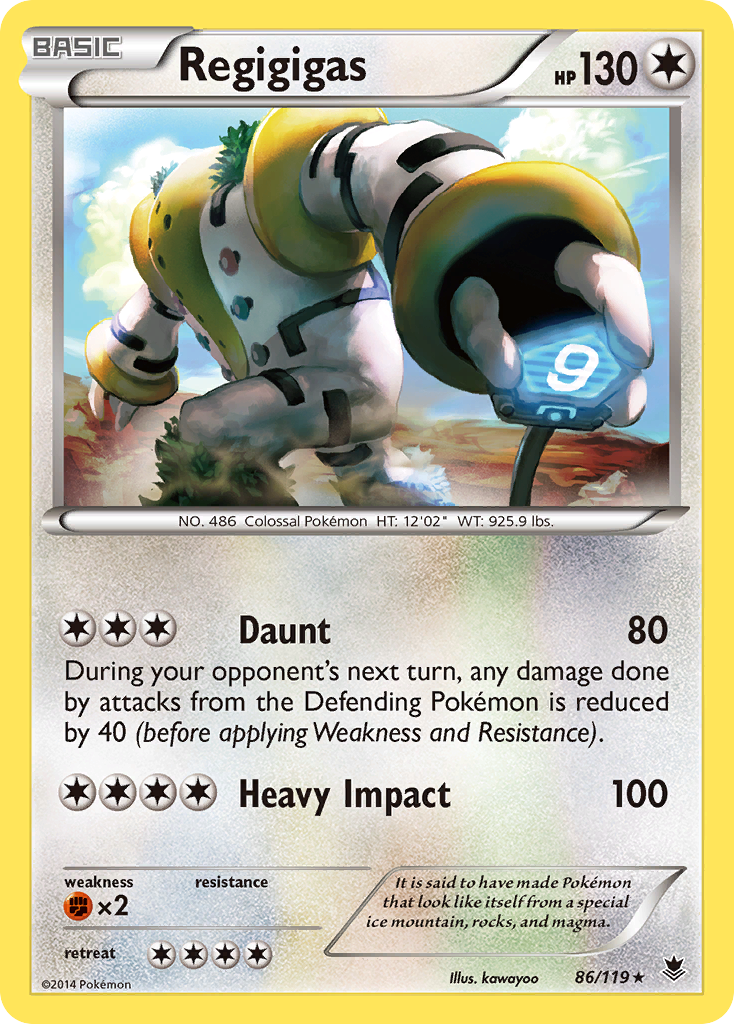 BASIC
Regigigas
HP 130
9
NO. 486 Colossal Pokémon HT: 12'02" WT: 925.9 lbs.
Daunt 80
During your opponent's next turn, any damage done
by attacks from the Defending Pokémon is reduced
by 40 (before applying Weakness and Resistance).
Heavy Impact 100
weakness resistance
×2
It is said to have made Pokémon
that look like itself from a special
ice mountain, rocks, and magma.
retreat
©2014 Pokémon
Illus. kawayoo 86/119 ★